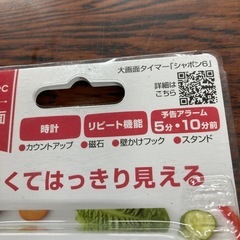 大画面タイマー「シャボン6」
詳細は
こちら
予告アラーム
時計 リピート機能 5分・10分前
●カウントアップ ●磁石 ●壁かけフック ●スタンド
くてはっきり見える